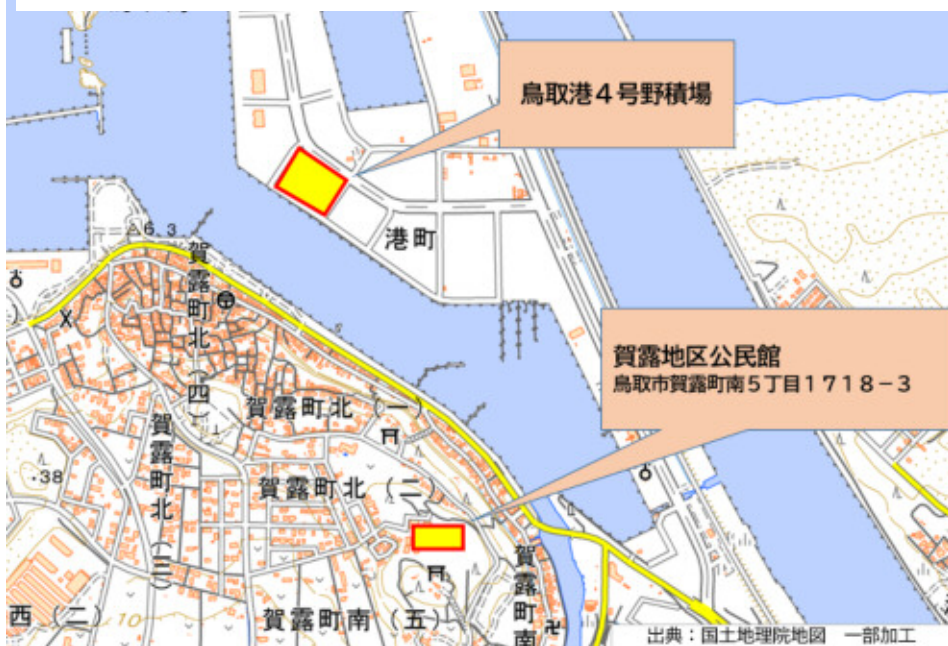 鳥取港４号野積場
港町
6.3
賀露町北（四）
賀露地区公民館
鳥取市賀露町南５丁目１７１８－３
賀露町北（一）
賀露町北（二）
賀露町北（三）
38
賀露町南
賀露町南（五）
西（二）
10
出典：国土地理院地図　一部加工